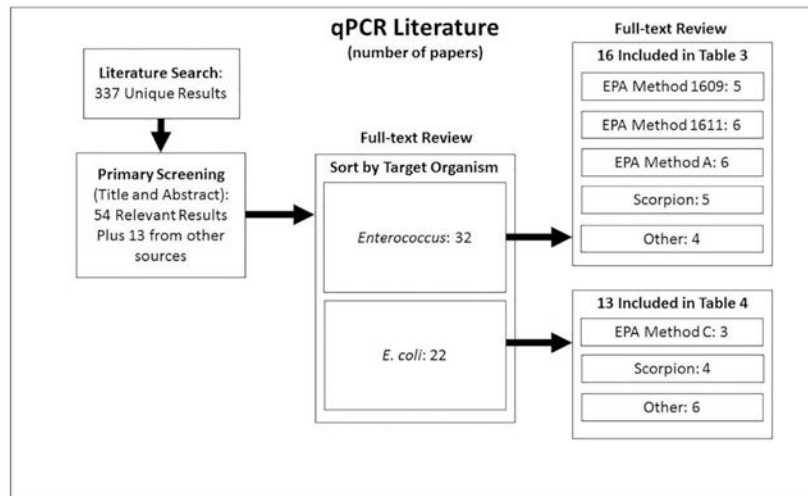 qPCR Literature
(number of papers)
Literature Search:
337 Unique Results
Primary Screening
(Title and Abstract):
54 Relevant Results
Plus 13 from other
sources
Full-text Review
Sort by Target Organism
Enterococcus: 32
E. coli: 22
Full-text Review
16 Included in Table 3
EPA Method 1609: 5
EPA Method 1611: 6
EPA Method A: 6
Scorpion: 5
Other: 4
13 Included in Table 4
EPA Method C: 3
Scorpion: 4
Other: 6